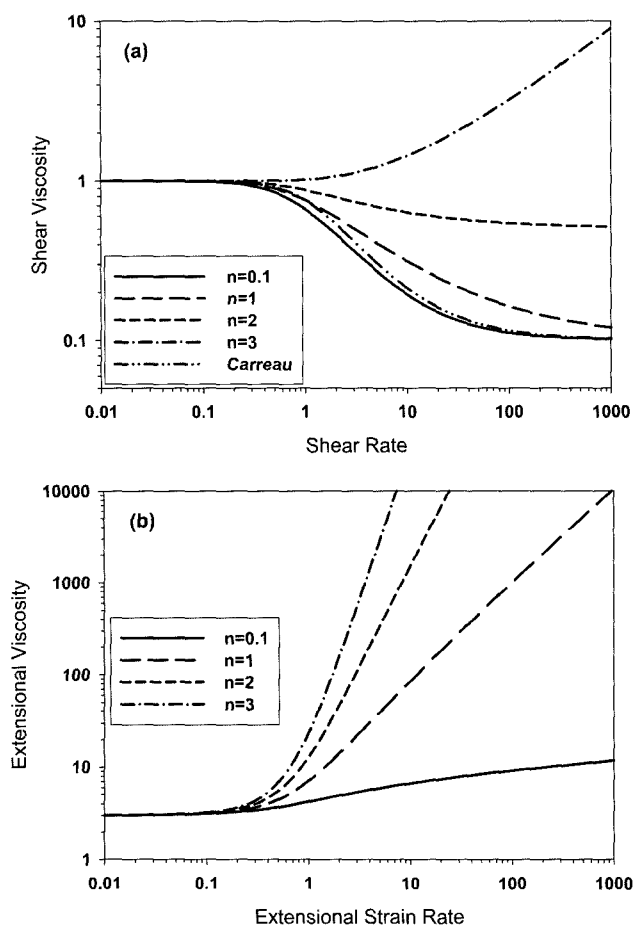 10
(a)
Shear Viscosity
1
n=0.1
n=1
n=2
n=3
Carreau
0.1
0.01 0.1 1 10 100 1000
Shear Rate
10000
(b)
1000
Extensional Viscosity
n=0.1
n=1
100
n=2
n=3
10
1
0.01 0.1 1 10 100 1000
Extensional Strain Rate